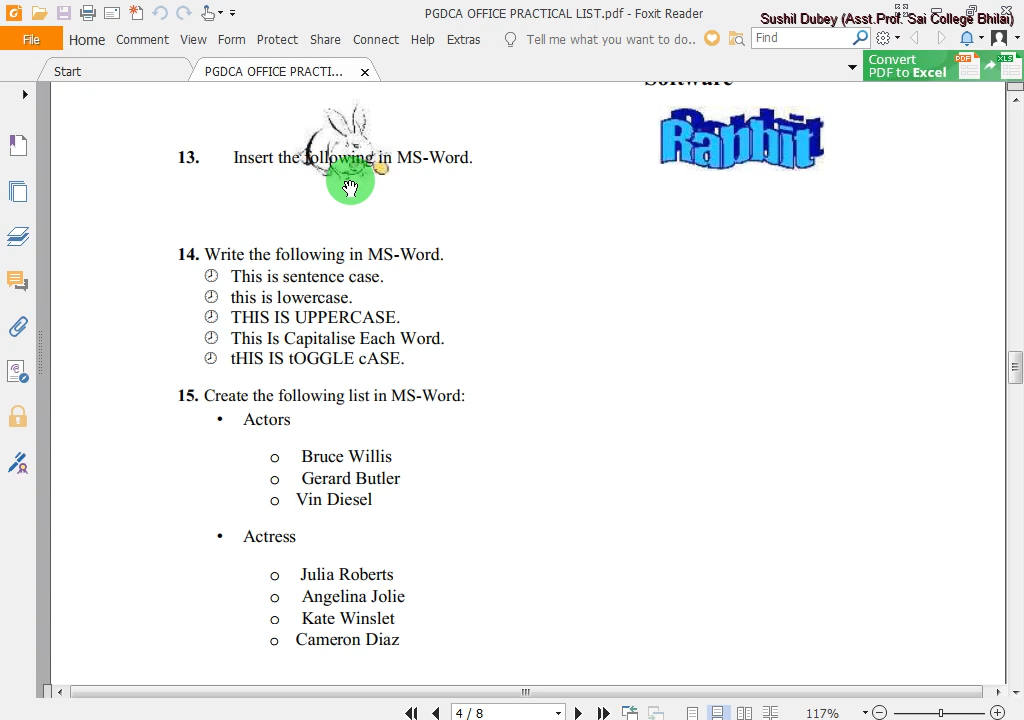 PGDCA OFFICE PRACTICAL LIST.pdf - Foxit Reader
Sushil Dubey (Asst.Prof. Sai College Bhilai)
File Home Comment View Form Protect Share Connect Help Extras Tell me what you want to do.. Find
Start PGDCA OFFICE PRACTI...
Convert
PDF to Excel
PDF XLS
Software
13. Insert the following in MS-Word.
Rabbit
14. Write the following in MS-Word.
This is sentence case.
this is lowercase.
THIS IS UPPERCASE.
This Is Capitalise Each Word.
tHIS IS tOGGLE cASE.
15. Create the following list in MS-Word:
• Actors
o Bruce Willis
o Gerard Butler
o Vin Diesel
• Actress
o Julia Roberts
o Angelina Jolie
o Kate Winslet
o Cameron Diaz
4 / 8 117%